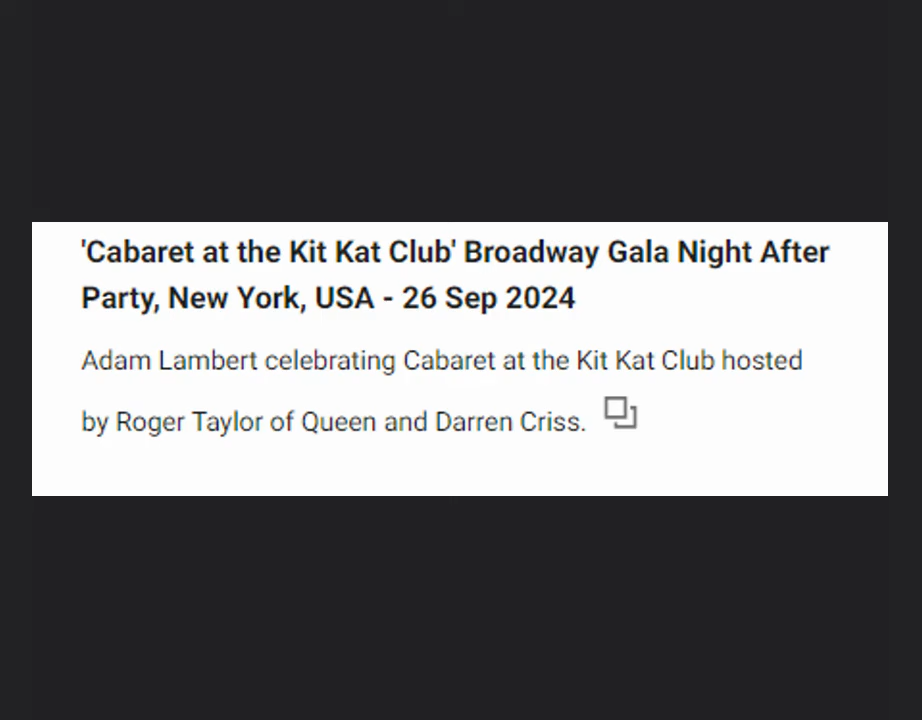 'Cabaret at the Kit Kat Club' Broadway Gala Night After
Party, New York, USA - 26 Sep 2024
Adam Lambert celebrating Cabaret at the Kit Kat Club hosted
by Roger Taylor of Queen and Darren Criss.